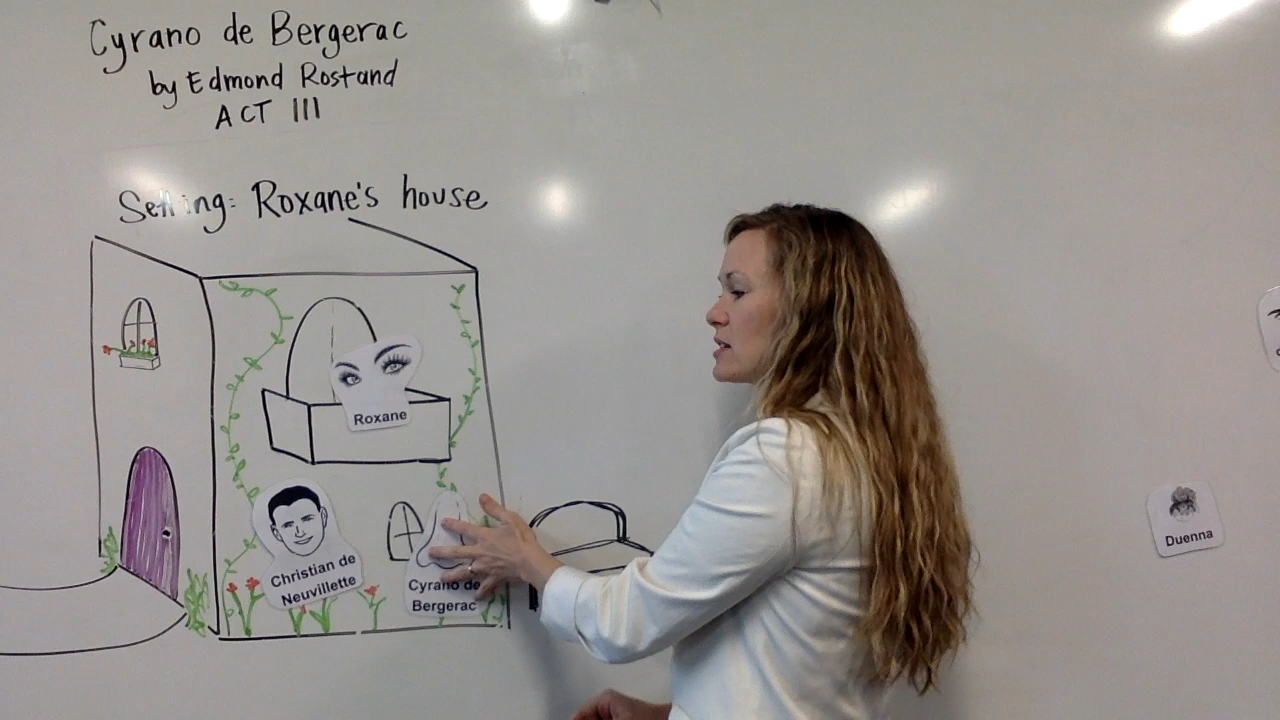 Cyrano de Bergerac
by Edmond Rostand
ACT III
Setting: Roxane's house
Roxane
Christian de
Neuvillette
Cyrano de
Bergerac
Duenna